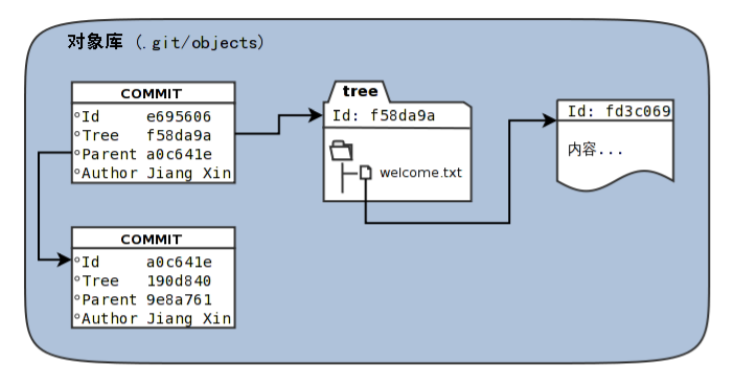 对象库 (.git/objects)
COMMIT
Id e695606
Tree f58da9a
Parent a0c641e
Author Jiang Xin
tree
Id: f58da9a
welcome.txt
Id: fd3c069
内容...
COMMIT
Id a0c641e
Tree 190d840
Parent 9e8a761
Author Jiang Xin